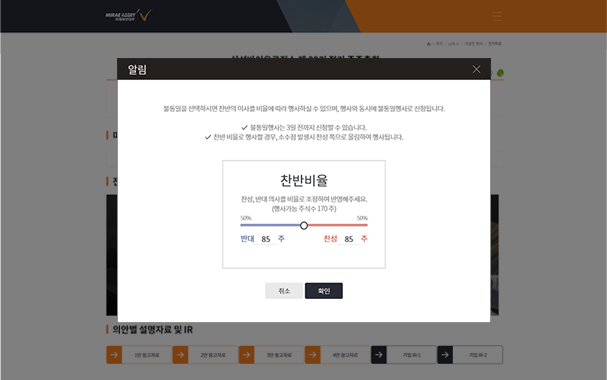 MIRAE ASSET
미래에셋대우
알림
불통일을 선택하시면 찬반의 의사를 비율에 따라 행사하실 수 있으며, 행사와 동시에 불통일행사로 신청됩니다.
불통일행사는 3일 전까지 신청할 수 있습니다.
찬반 비율로 행사할 경우, 소수점 발생시 찬성 쪽으로 올림하여 행사됩니다.
찬반비율
찬성, 반대 의사를 비율로 조정하여 반영해주세요.
(행사가능 주식수 170 주)
50% 50%
반대 85 주 찬성 85 주
취소 확인
의안별 설명자료 및 IR
1안 참고자료 2안 참고자료 3안 참고자료 4안 참고자료 기업 IR-1 기업 IR-2